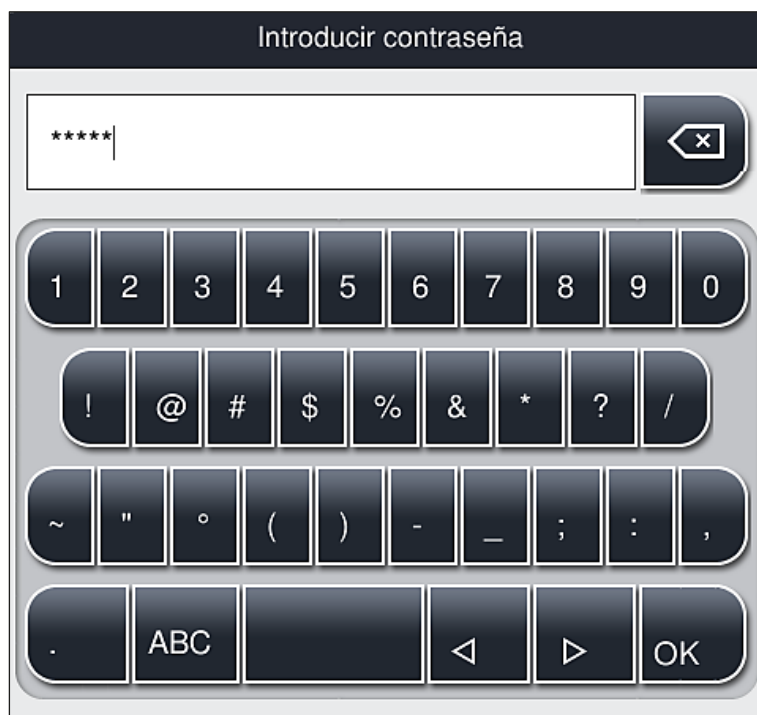 Introducir contraseña
*****
1 2 3 4 5 6 7 8 9 0
! @ # $ % & * ? /
~ " ° ( ) - _ ; : ,
. ABC ◁ ▷ OK